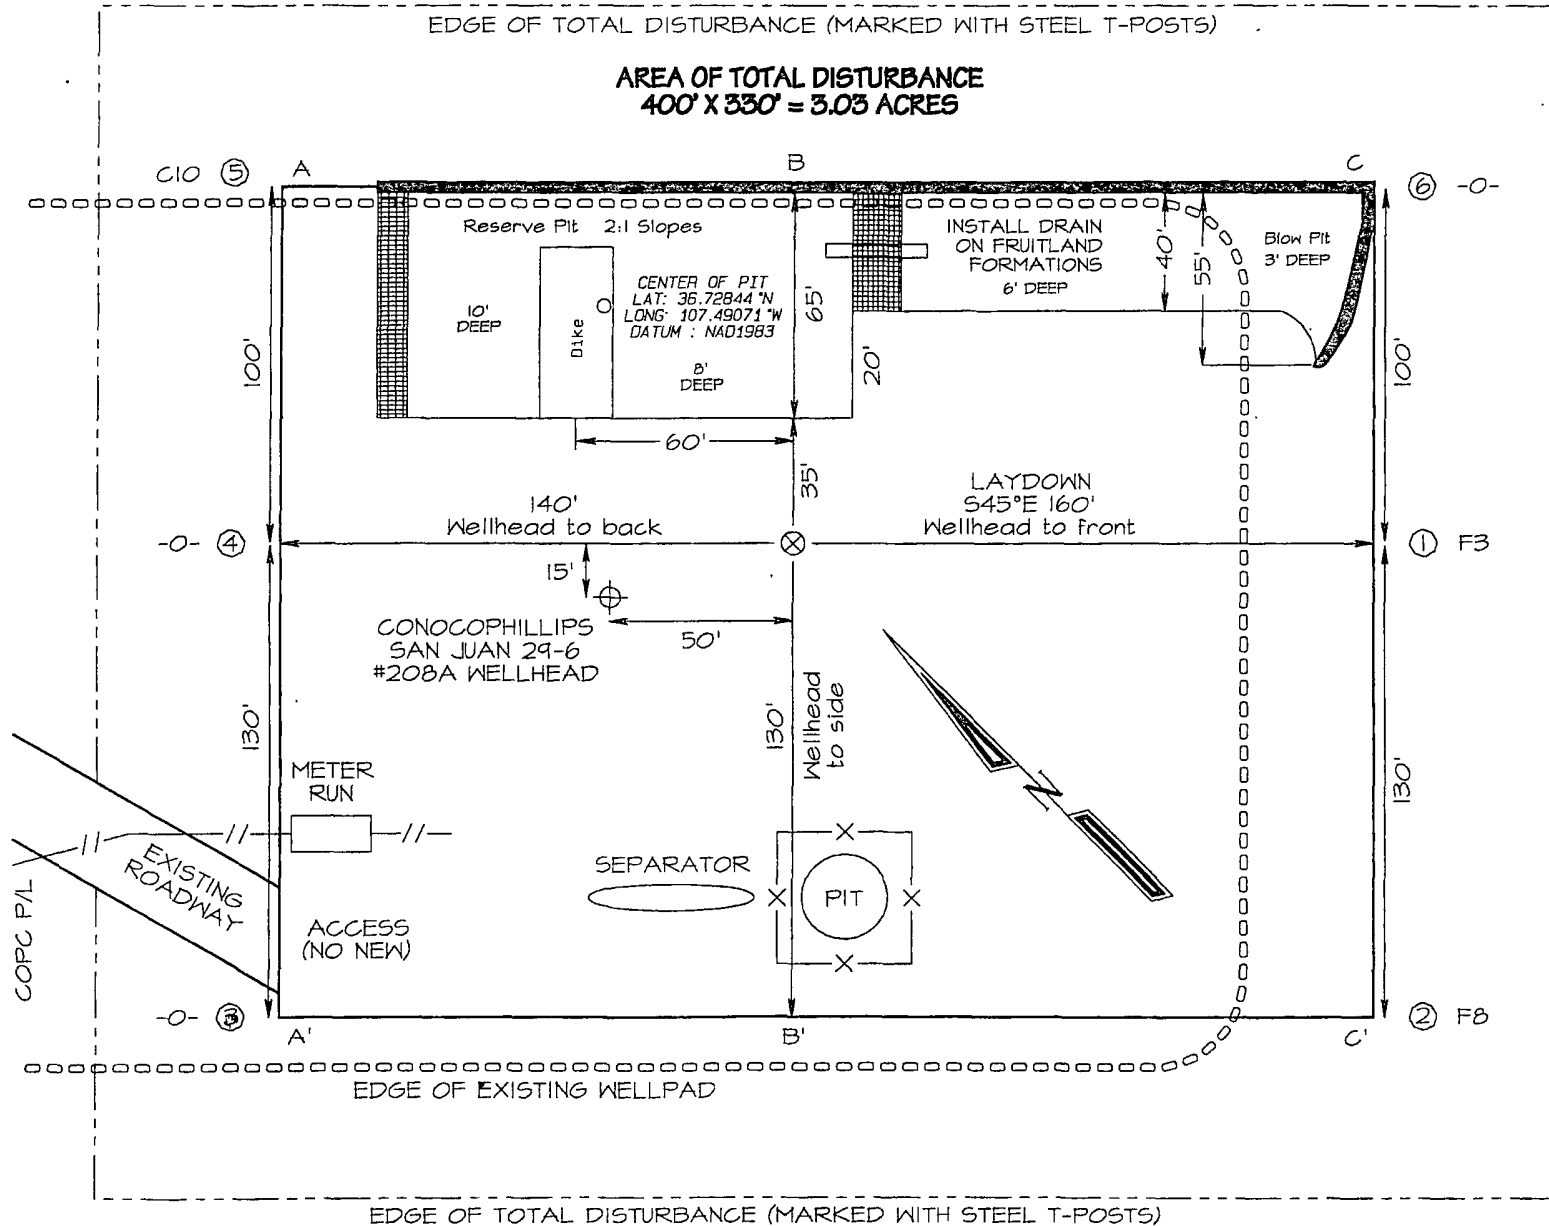 EDGE OF TOTAL DISTURBANCE (MARKED WITH STEEL T-POSTS)
AREA OF TOTAL DISTURBANCE
400' X 330' = 3.03 ACRES
C10 5 A B C 6 -0-
Reserve Pit 2:1 Slopes
CENTER OF PIT
LAT: 36.72844°N
LONG: 107.49071°W
DATUM : NAD1983
10'
DEEP
Dike
8'
DEEP
65'
20'
INSTALL DRAIN
ON FRUITLAND
FORMATIONS
6' DEEP
40'
55'
Blow Pit
3' DEEP
100'
100'
60'
35'
140'
Wellhead to back
LAYDOWN
S45°E 160'
Wellhead to front
-0- 4
1 F3
15'
50'
CONOCOPHILLIPS
SAN JUAN 29-6
#208A WELLHEAD
130'
130'
Wellhead
to side
130'
N
METER
RUN
EXISTING
ROADWAY
COPC P/L
ACCESS
(NO NEW)
SEPARATOR
PIT
-0- 3 A' B' C' 2 F8
EDGE OF EXISTING WELLPAD
EDGE OF TOTAL DISTURBANCE (MARKED WITH STEEL T-POSTS)